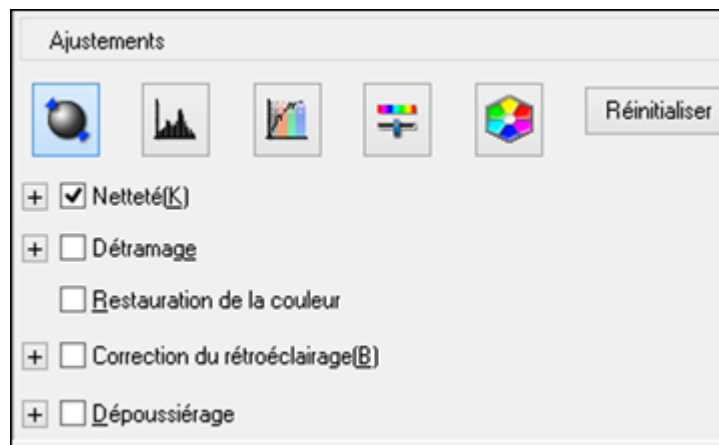 Ajustements
Réinitialiser
Netteté(K)
Détramage
Restauration de la couleur
Correction du rétroéclairage(B)
Dépoussiérage